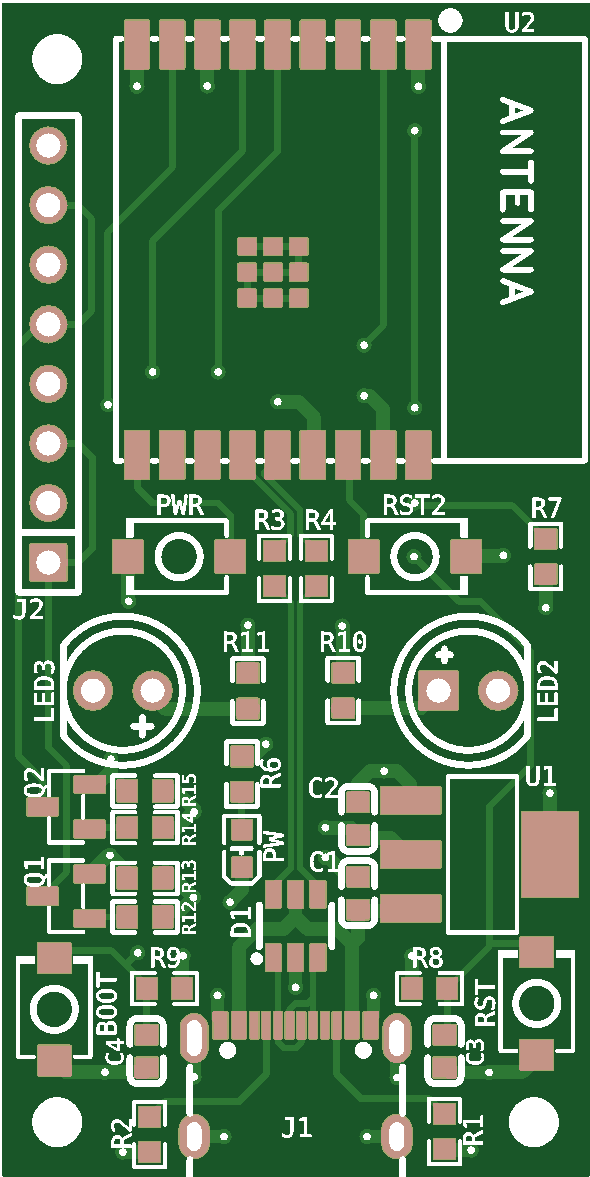 U2
ANTENNA
PWR
RST2
R7
R3
R4
J2
R11
R10
LED3
LED2
+
+
Q2
R15
R6
C2
U1
R14
PW
Q1
R13
C1
R12
D1
R9
R8
BOOT
RST
C4
C3
R2
J1
R1